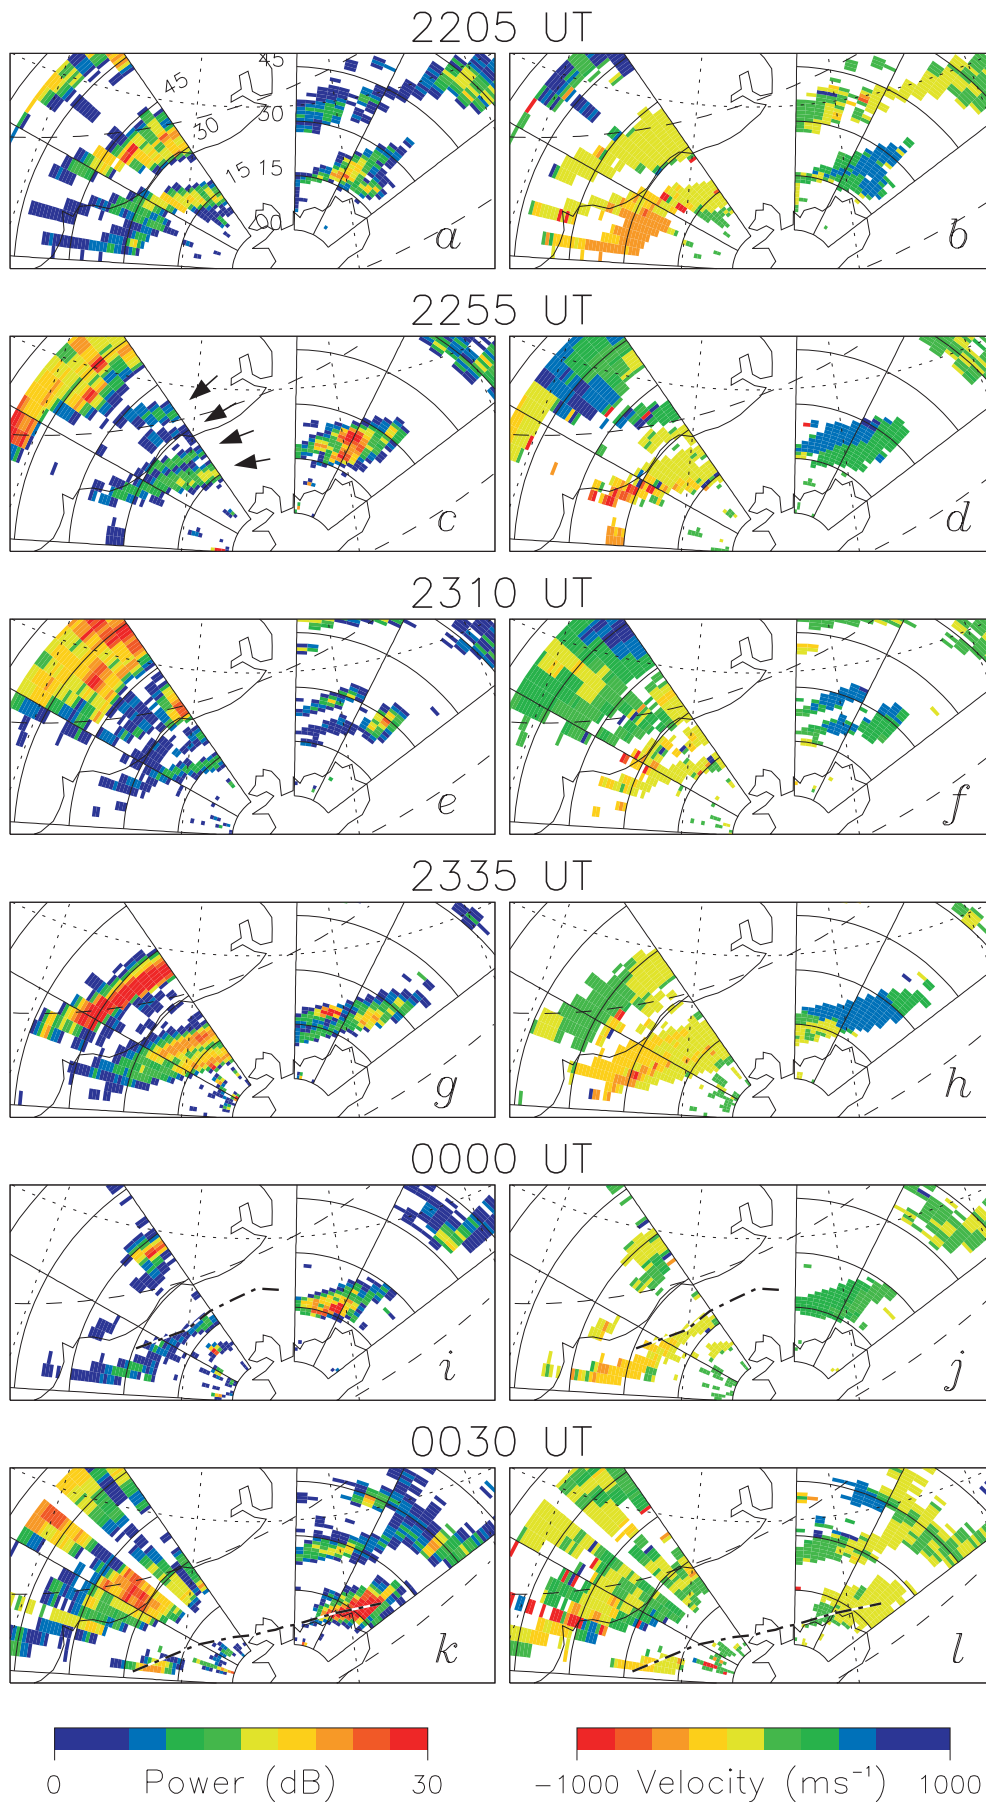 2205 UT
45
45
30
30
15 15
00
a
b
2255 UT
c
d
2310 UT
e
f
2335 UT
g
h
0000 UT
i
j
0030 UT
k
l
0 Power (dB) 30
−1000 Velocity (ms⁻¹) 1000